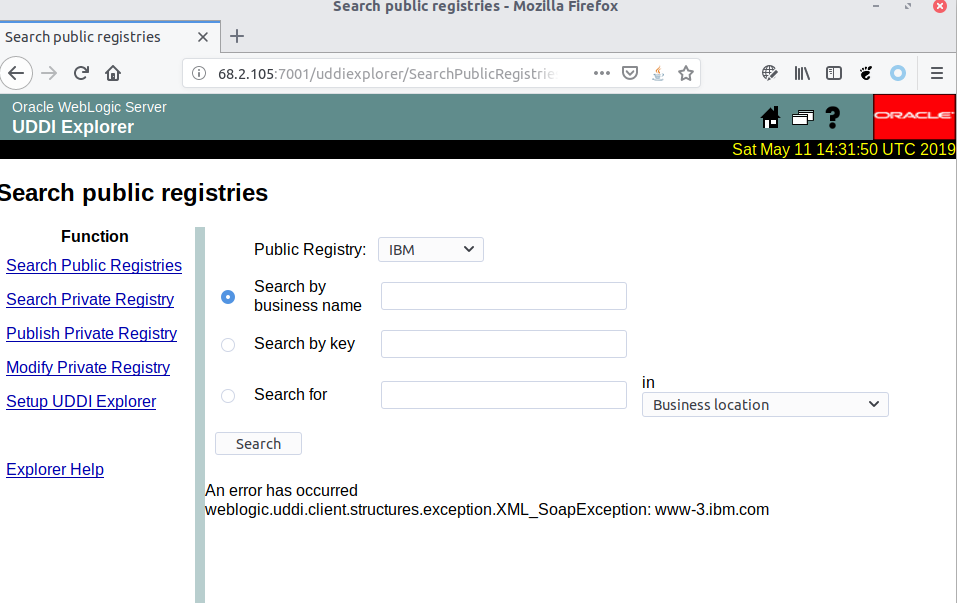 Search public registries - Mozilla Firefox
Search public registries
68.2.105:7001/uddiexplorer/SearchPublicRegistrie
Oracle WebLogic Server
UDDI Explorer
ORACLE
Sat May 11 14:31:50 UTC 2019
Search public registries
Function
Search Public Registries
Search Private Registry
Publish Private Registry
Modify Private Registry
Setup UDDI Explorer
Explorer Help
Public Registry: IBM
Search by
business name
Search by key
Search for
in
Business location
Search
An error has occurred
weblogic.uddi.client.structures.exception.XML_SoapException: www-3.ibm.com